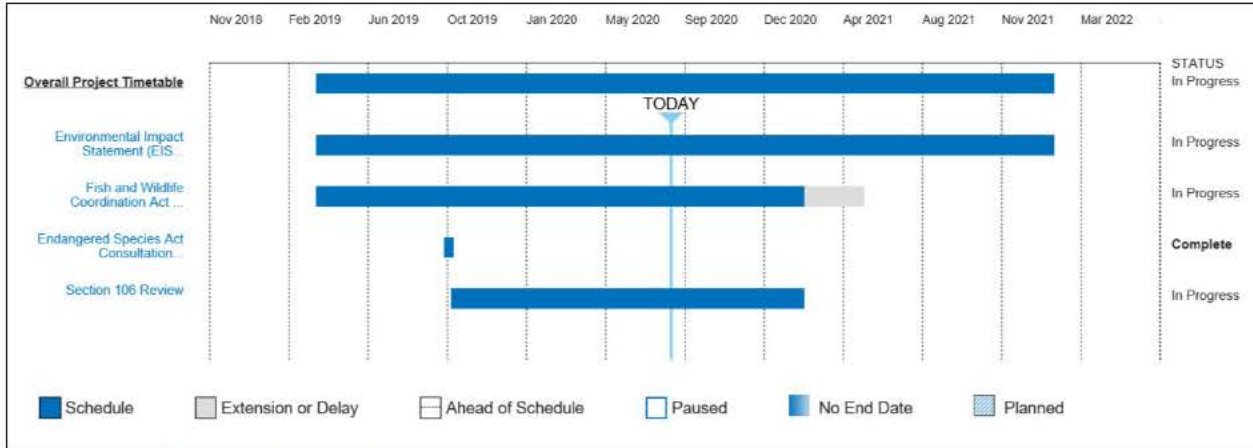 Nov 2018 Feb 2019 Jun 2019 Oct 2019 Jan 2020 May 2020 Sep 2020 Dec 2020 Apr 2021 Aug 2021 Nov 2021 Mar 2022
STATUS
Overall Project Timetable In Progress
TODAY
Environmental Impact
Statement (EIS... In Progress
Fish and Wildlife
Coordination Act ... In Progress
Endangered Species Act
Consultation... Complete
Section 106 Review In Progress
Schedule Extension or Delay Ahead of Schedule Paused No End Date Planned